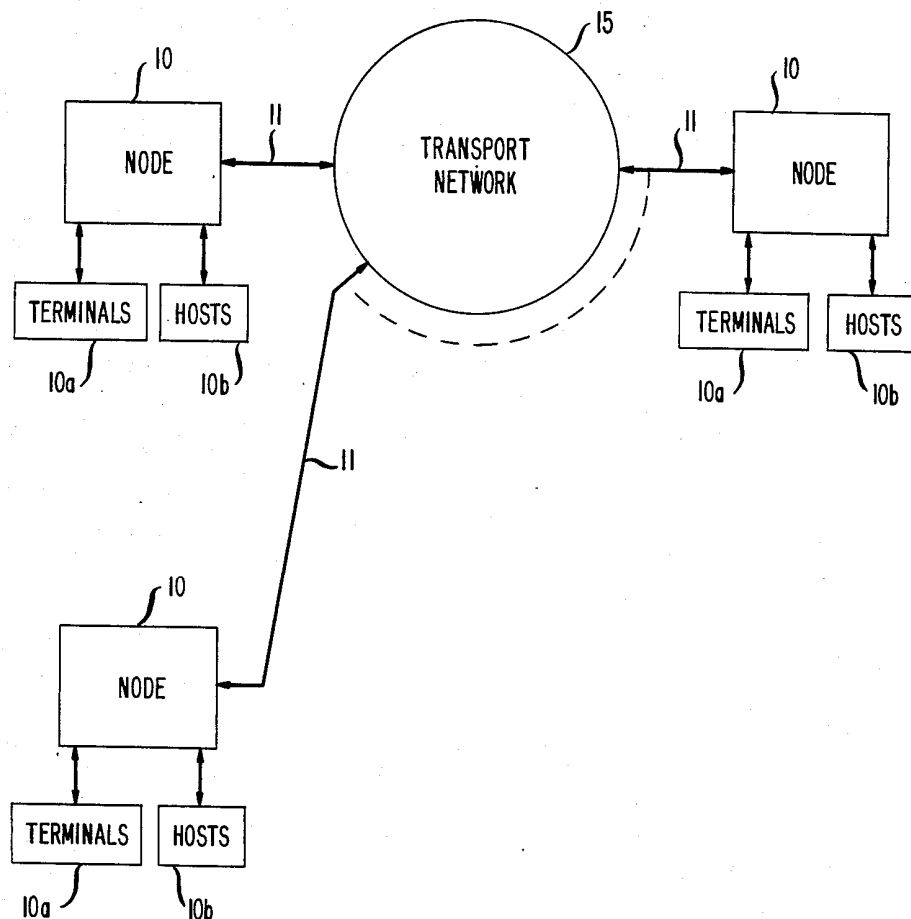 15
10
10
11
11
NODE
TRANSPORT
NETWORK
NODE
TERMINALS
HOSTS
TERMINALS
HOSTS
10a
10b
10a
10b
11
10
NODE
TERMINALS
HOSTS
10a
10b